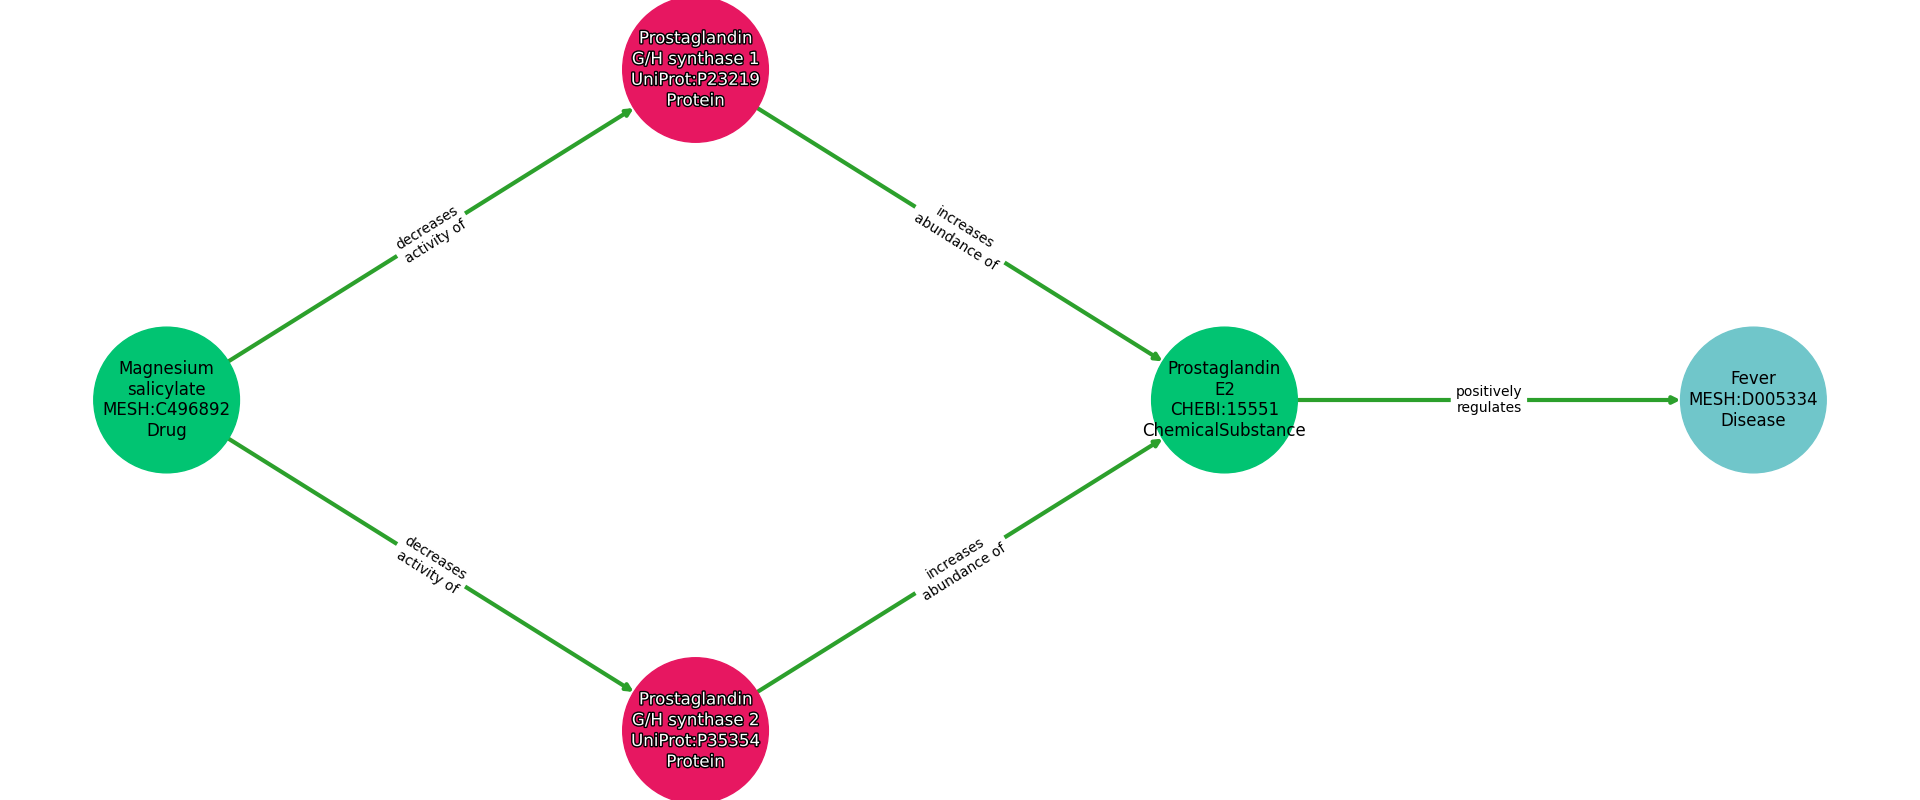 Prostaglandin
G/H synthase 1
UniProt:P23219
Protein
decreases
activity of
increases
abundance of
Magnesium
salicylate
MESH:C496892
Drug
Prostaglandin
E2
CHEBI:15551
ChemicalSubstance
positively
regulates
Fever
MESH:D005334
Disease
decreases
activity of
increases
abundance of
Prostaglandin
G/H synthase 2
UniProt:P35354
Protein